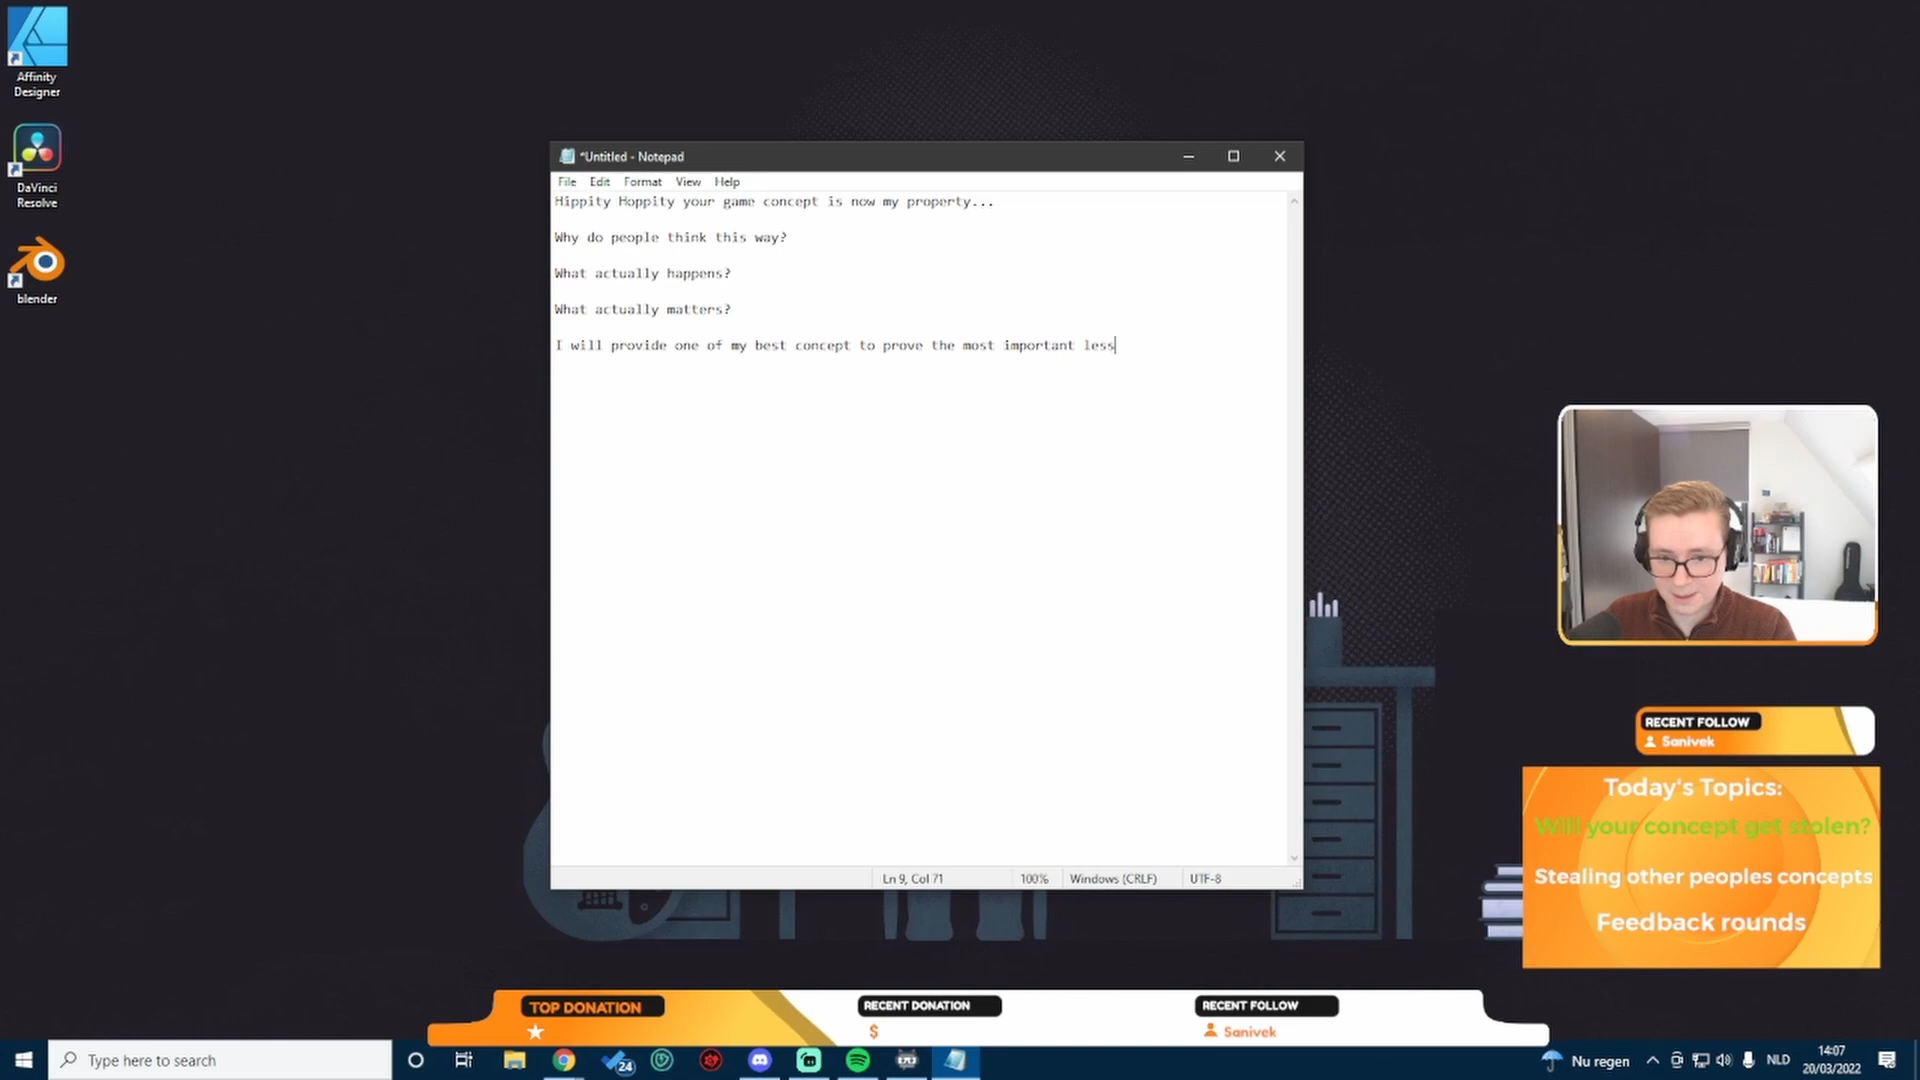 Affinity
Designer
DaVinci
Resolve
blender
*Untitled - Notepad
File Edit Format View Help
Hippity Hoppity your game concept is now my property...
Why do people think this way?
What actually happens?
What actually matters?
I will provide one of my best concept to prove the most important less
Ln 9, Col 71
100%
Windows (CRLF)
UTF-8
RECENT FOLLOW
Sanivek
Today's Topics:
Will your concept get stolen?
Stealing other peoples concepts
Feedback rounds
TOP DONATION
RECENT DONATION
$
RECENT FOLLOW
Sanivek
Type here to search
24
Nu regen
NLD
14:07
20/03/2022